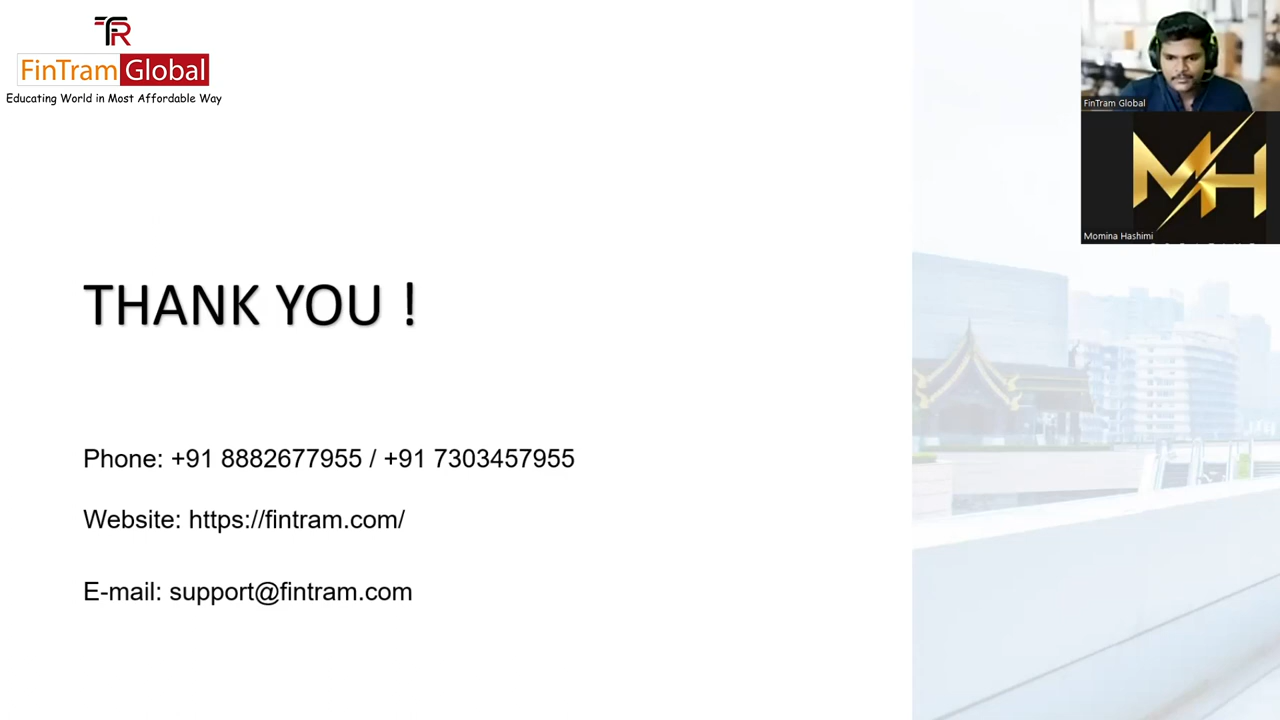 TR
FinTram Global
Educating World in Most Affordable Way
FinTram Global
MH
Momina Hashimi
THANK YOU !
Phone: +91 8882677955 / +91 7303457955
Website: https://fintram.com/
E-mail: support@fintram.com